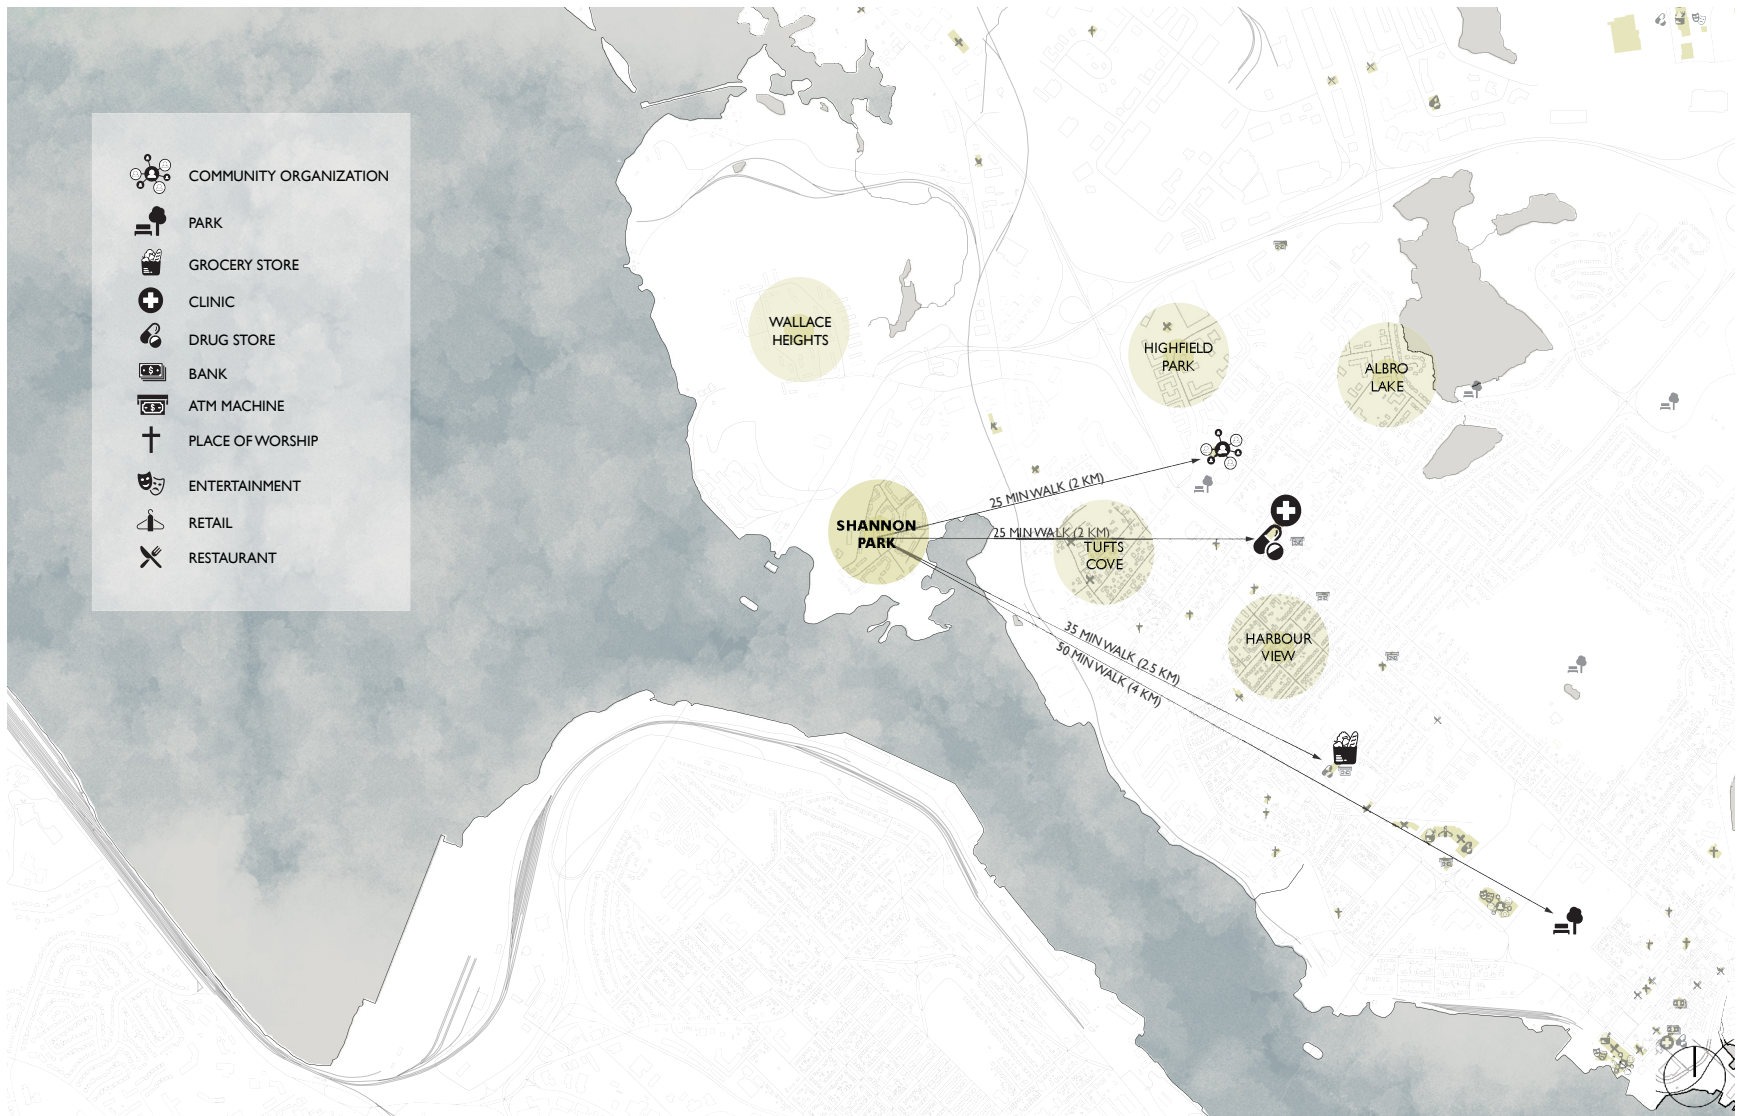 COMMUNITY ORGANIZATION
PARK
GROCERY STORE
CLINIC
DRUG STORE
BANK
ATM MACHINE
PLACE OF WORSHIP
ENTERTAINMENT
RETAIL
RESTAURANT
WALLACE
HEIGHTS
HIGHFIELD
PARK
ALBRO
LAKE
SHANNON
PARK
25 MIN WALK (2 KM)
25 MIN WALK (2 KM)
TUFTS
COVE
HARBOUR
VIEW
35 MIN WALK (2.5 KM)
50 MIN WALK (4 KM)